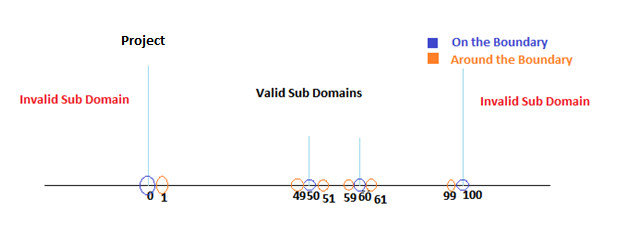 Project
On the Boundary
Around the Boundary
Invalid Sub Domain
Valid Sub Domains
Invalid Sub Domain
0 1 49 50 51 59 60 61 99 100